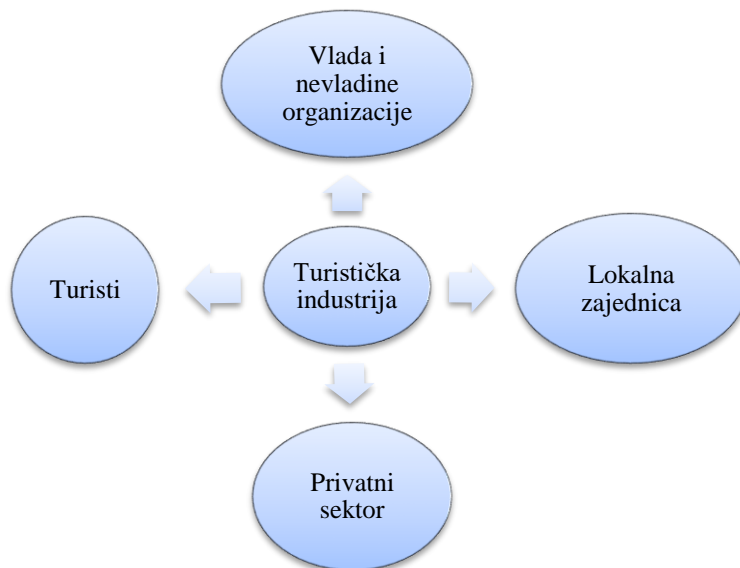 Vlada i
nevladine
organizacije
Turisti
Turistička
industrija
Lokalna
zajednica
Privatni
sektor